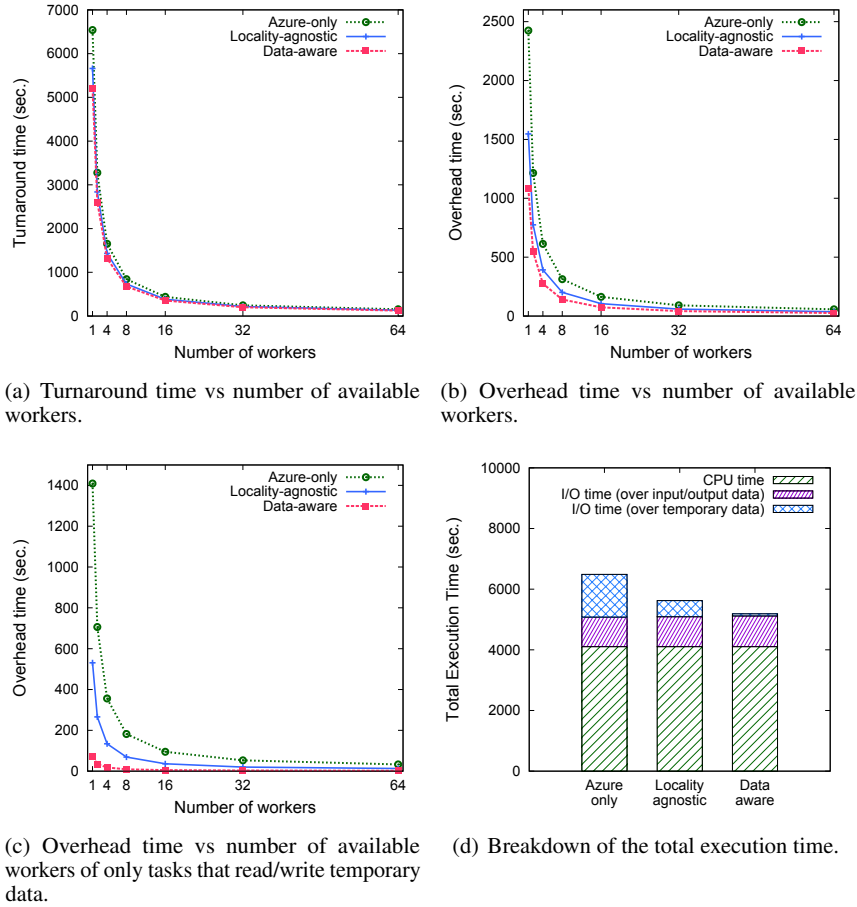 7000
6000
5000
4000
3000
2000
1000
0
Turnaround time (sec.)
Azure-only
Locality-agnostic
Data-aware
1 4 8 16 32 64
Number of workers
(a) Turnaround time vs number of available
workers.
2500
2000
1500
1000
500
0
Overhead time (sec.)
Azure-only
Locality-agnostic
Data-aware
1 4 8 16 32 64
Number of workers
(b) Overhead time vs number of available
workers.
1400
1200
1000
800
600
400
200
0
Overhead time (sec.)
Azure-only
Locality-agnostic
Data-aware
1 4 8 16 32 64
Number of workers
(c) Overhead time vs number of available
workers of only tasks that read/write temporary
data.
10000
8000
6000
4000
2000
0
Total Execution Time (sec.)
CPU time
I/O time (over input/output data)
I/O time (over temporary data)
Azure
only
Locality
agnostic
Data
aware
(d) Breakdown of the total execution time.